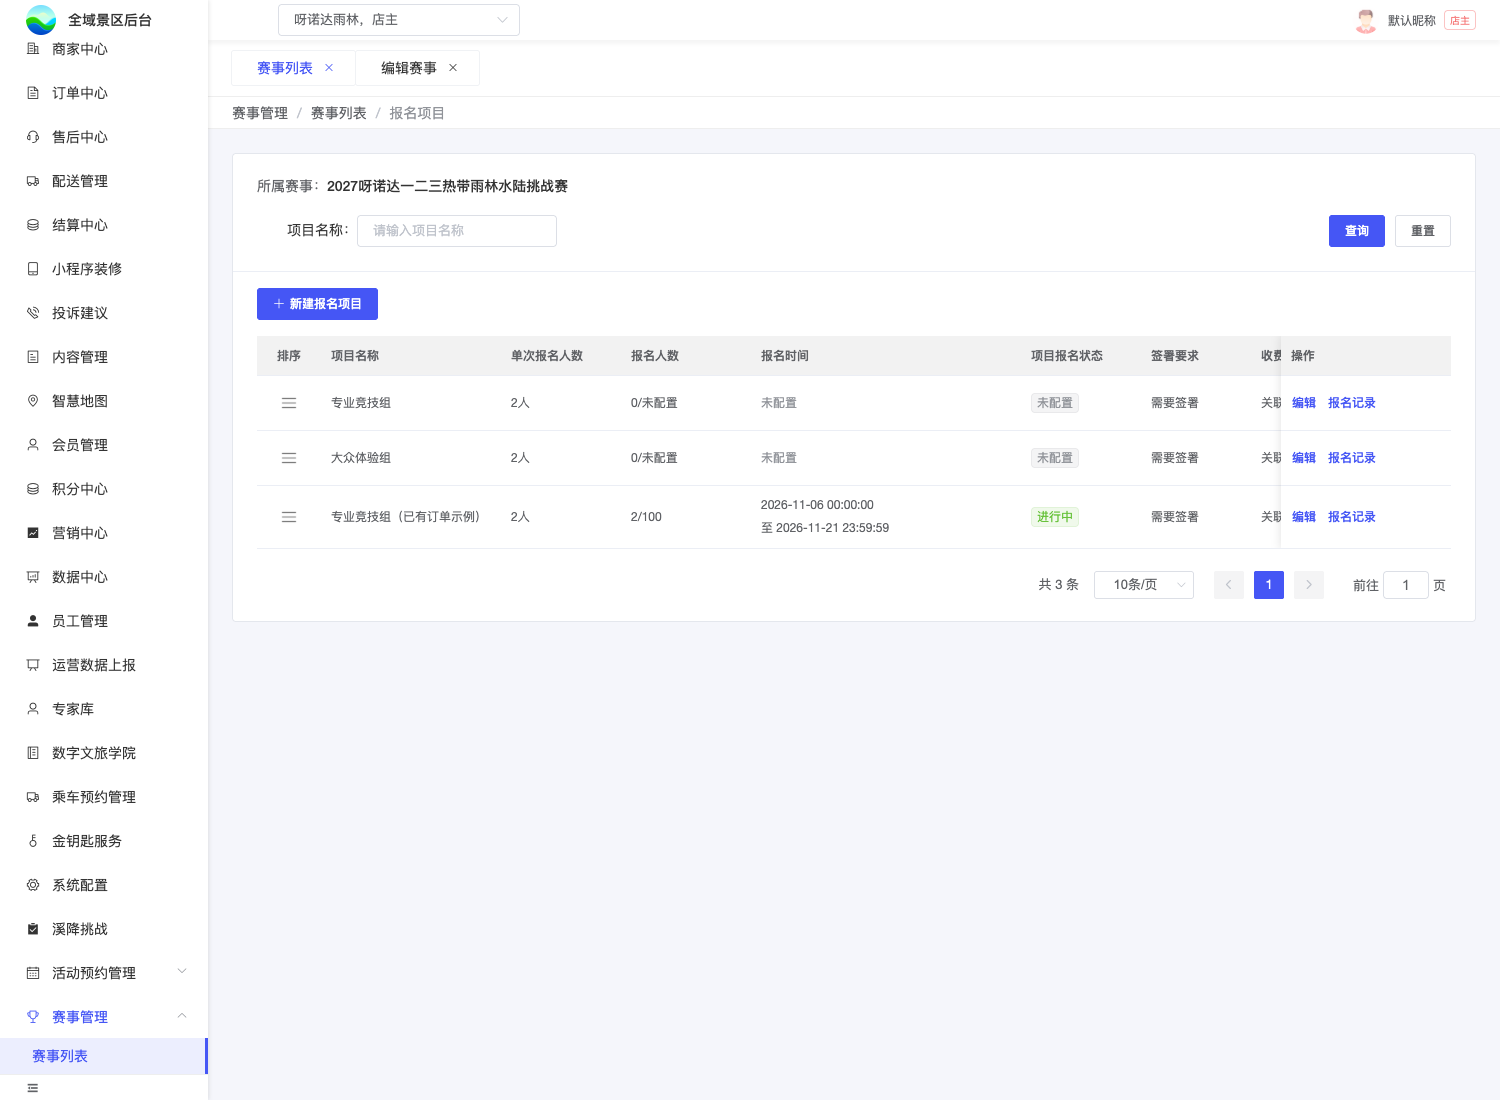 全域景区后台
商家中心
订单中心
售后中心
配送管理
结算中心
小程序装修
投诉建议
内容管理
智慧地图
会员管理
积分中心
营销中心
数据中心
员工管理
运营数据上报
专家库
数字文旅学院
乘车预约管理
金钥匙服务
系统配置
溪降挑战
活动预约管理
赛事管理
赛事列表
呀诺达雨林，店主
默认昵称 店主
赛事列表 编辑赛事
赛事管理 / 赛事列表 / 报名项目
所属赛事：2027呀诺达一二三热带雨林水陆挑战赛
项目名称： 请输入项目名称 查询 重置
新建报名项目
排序 项目名称 单次报名人数 报名人数 报名时间 项目报名状态 签署要求 收费 操作
专业竞技组 2人 0/未配置 未配置 未配置 需要签署 关联 编辑 报名记录
大众体验组 2人 0/未配置 未配置 未配置 需要签署 关联 编辑 报名记录
专业竞技组（已有订单示例） 2人 2/100 2026-11-06 00:00:00 至 2026-11-21 23:59:59 进行中 需要签署 关联 编辑 报名记录
共 3 条 10条/页 1 前往 1 页